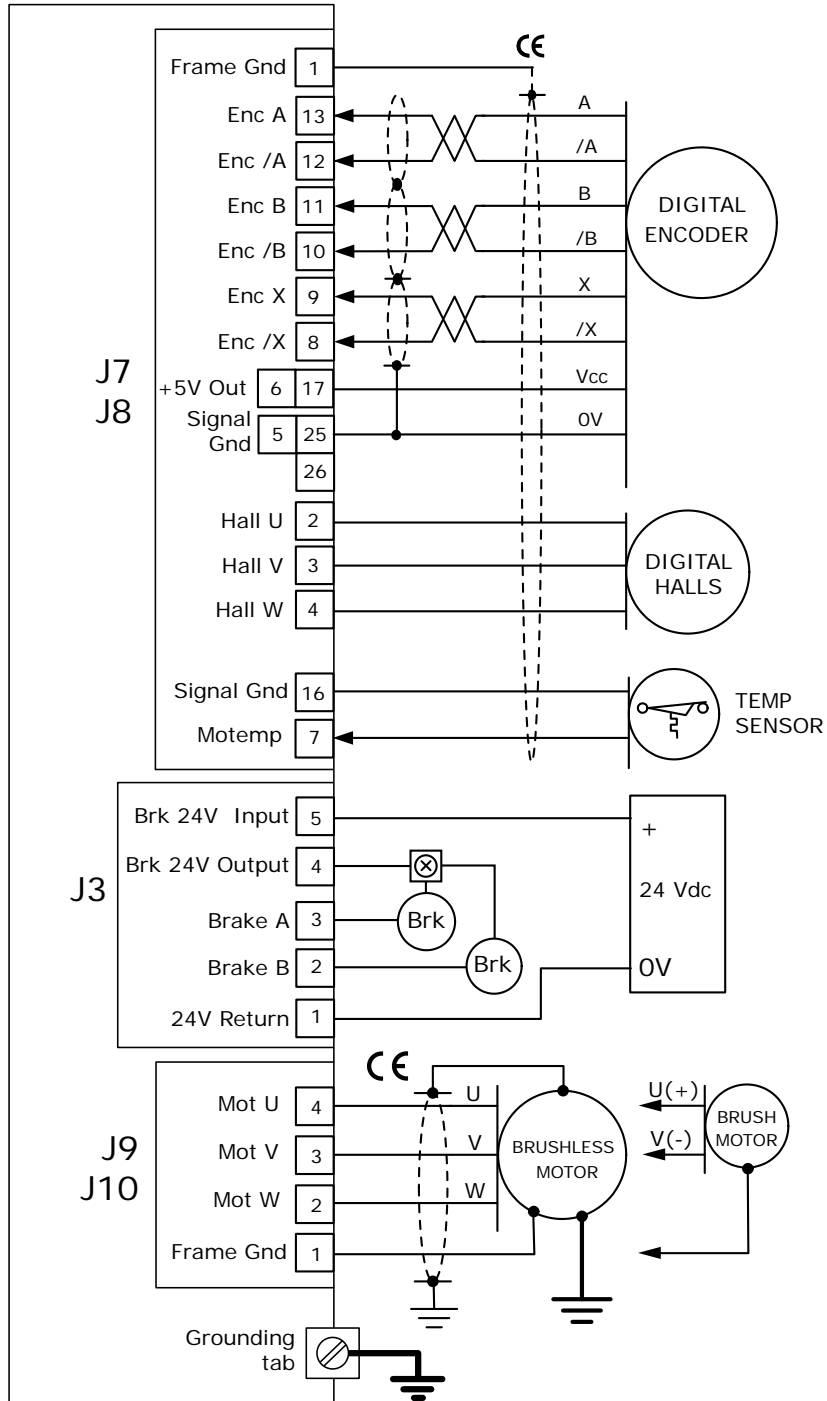 CE
Frame Gnd 1
Enc A 13 A
Enc /A 12 /A
Enc B 11 B
Enc /B 10 /B
DIGITAL
ENCODER
Enc X 9 X
Enc /X 8 /X
J7
J8
+5V Out 6 17 Vcc
Signal
Gnd 5 25 0V
26
Hall U 2
Hall V 3
Hall W 4
DIGITAL
HALLS
Signal Gnd 16
Motemp 7
TEMP
SENSOR
J3
Brk 24V Input 5 +
Brk 24V Output 4
24 Vdc
Brake A 3 Brk
Brake B 2 Brk 0V
24V Return 1
CE
J9
J10
Mot U 4 U
Mot V 3 V
Mot W 2 W
Frame Gnd 1
BRUSHLESS
MOTOR
U(+)
V(-)
BRUSH
MOTOR
Grounding
tab